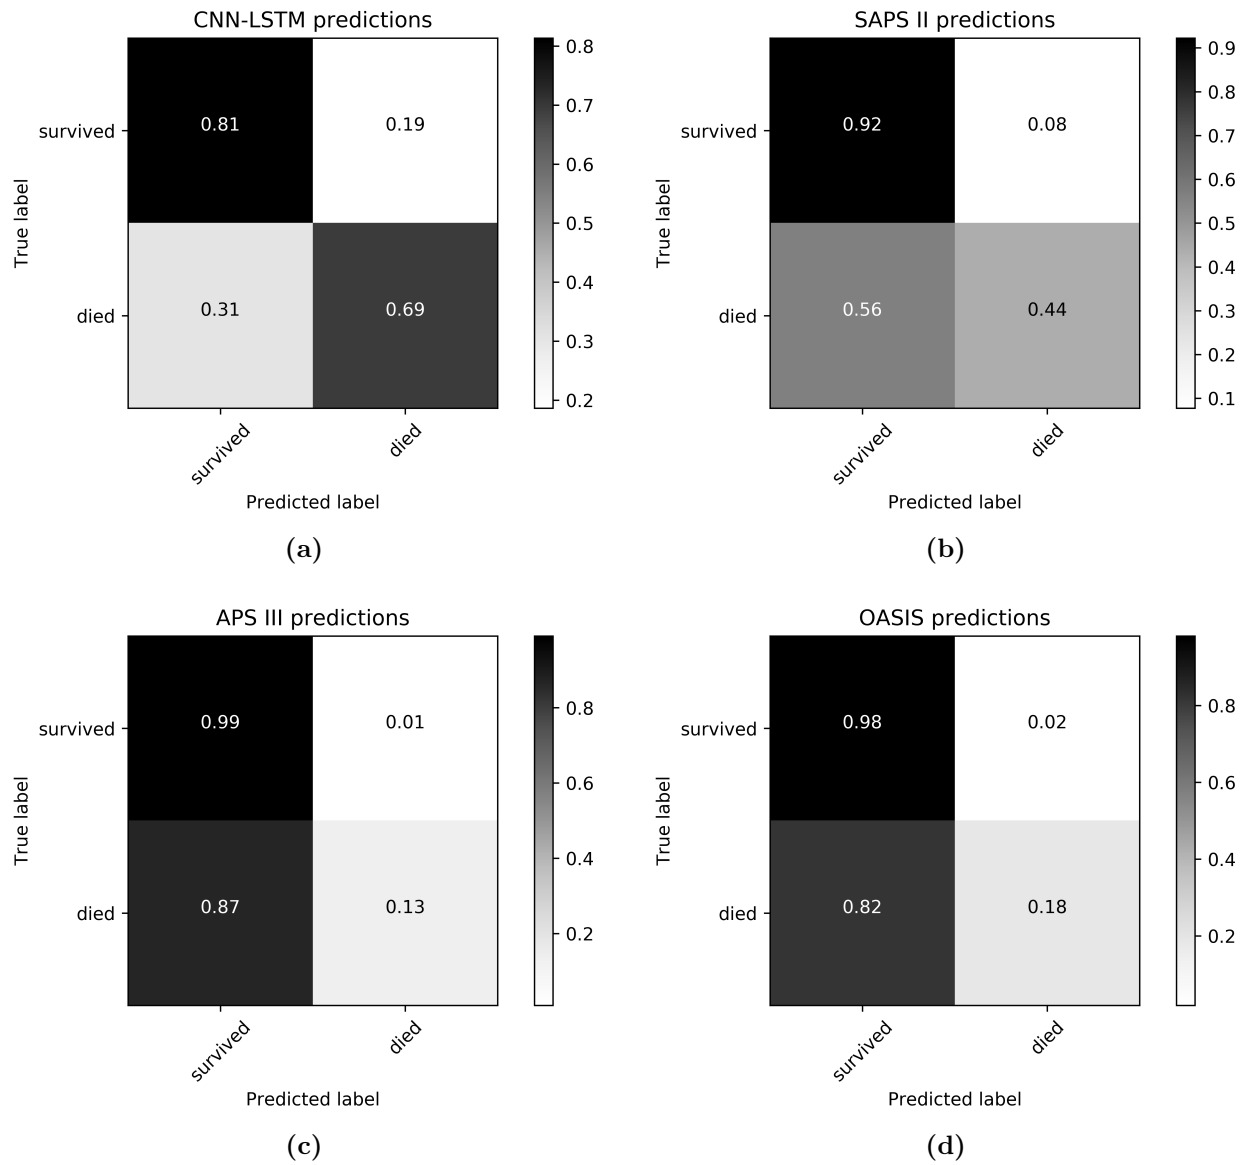 CNN-LSTM predictions
0.8
0.7
0.6
0.5
0.4
0.3
0.2
True label
survived
died
0.81
0.19
0.31
0.69
survived
died
Predicted label
(a)
SAPS II predictions
0.9
0.8
0.7
0.6
0.5
0.4
0.3
0.2
0.1
True label
survived
died
0.92
0.08
0.56
0.44
survived
died
Predicted label
(b)
APS III predictions
0.8
0.6
0.4
0.2
True label
survived
died
0.99
0.01
0.87
0.13
survived
died
Predicted label
(c)
OASIS predictions
0.8
0.6
0.4
0.2
True label
survived
died
0.98
0.02
0.82
0.18
survived
died
Predicted label
(d)